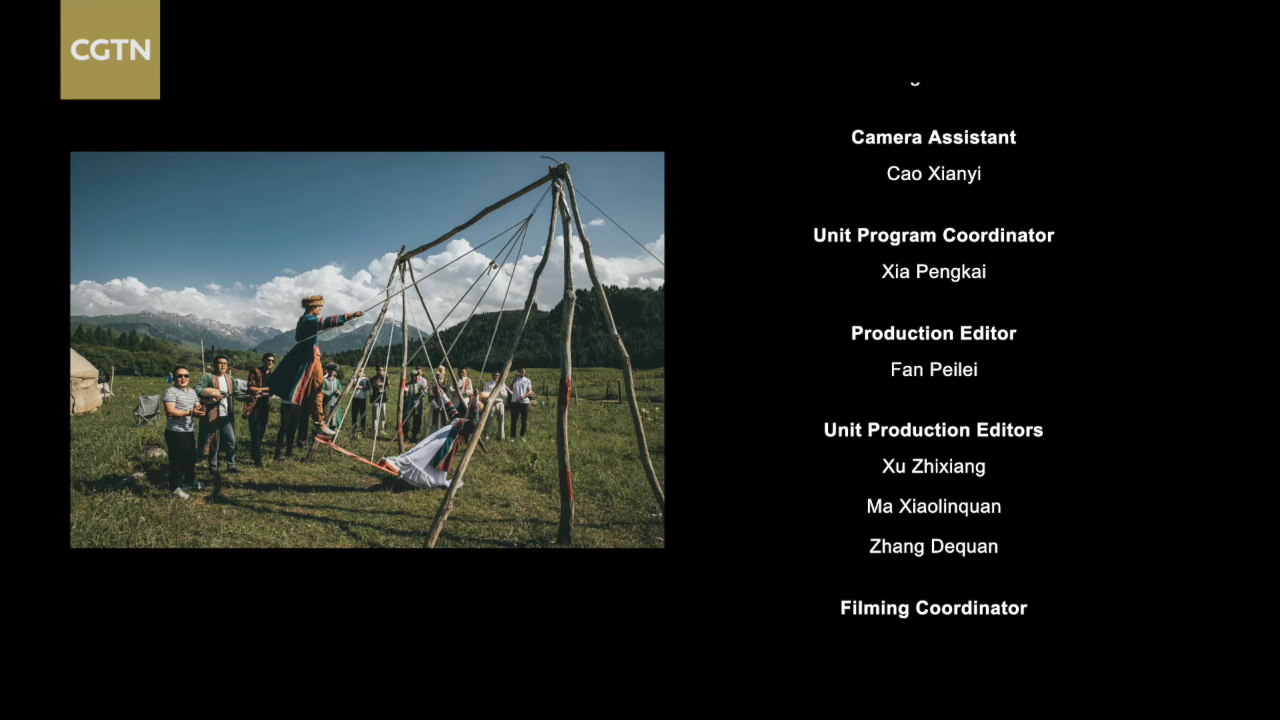 CGTN
Camera Assistant
Cao Xianyi
Unit Program Coordinator
Xia Pengkai
Production Editor
Fan Peilei
Unit Production Editors
Xu Zhixiang
Ma Xiaolinquan
Zhang Dequan
Filming Coordinator